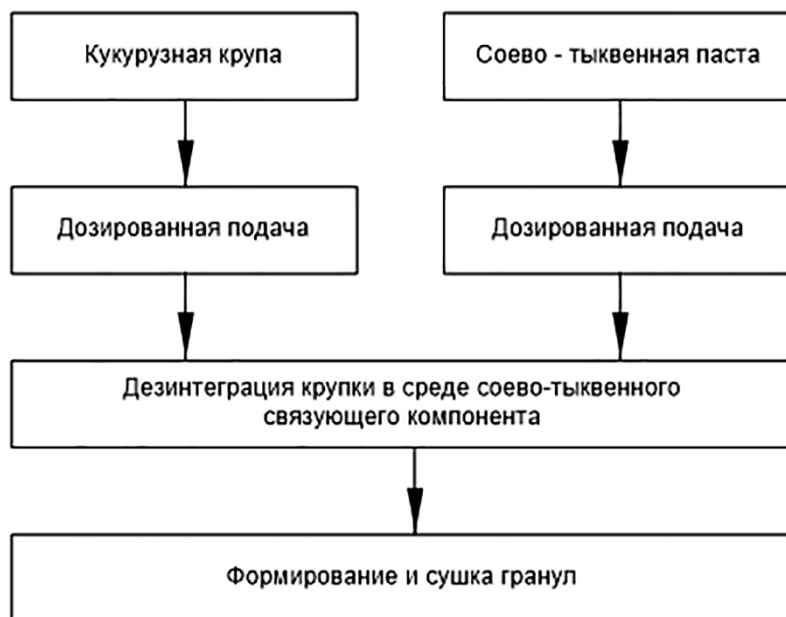 Кукурузная крупа
Соево - тыквенная паста
Дозированная подача
Дозированная подача
Дезинтеграция крупки в среде соево-тыквенного
связующего компонента
Формирование и сушка гранул